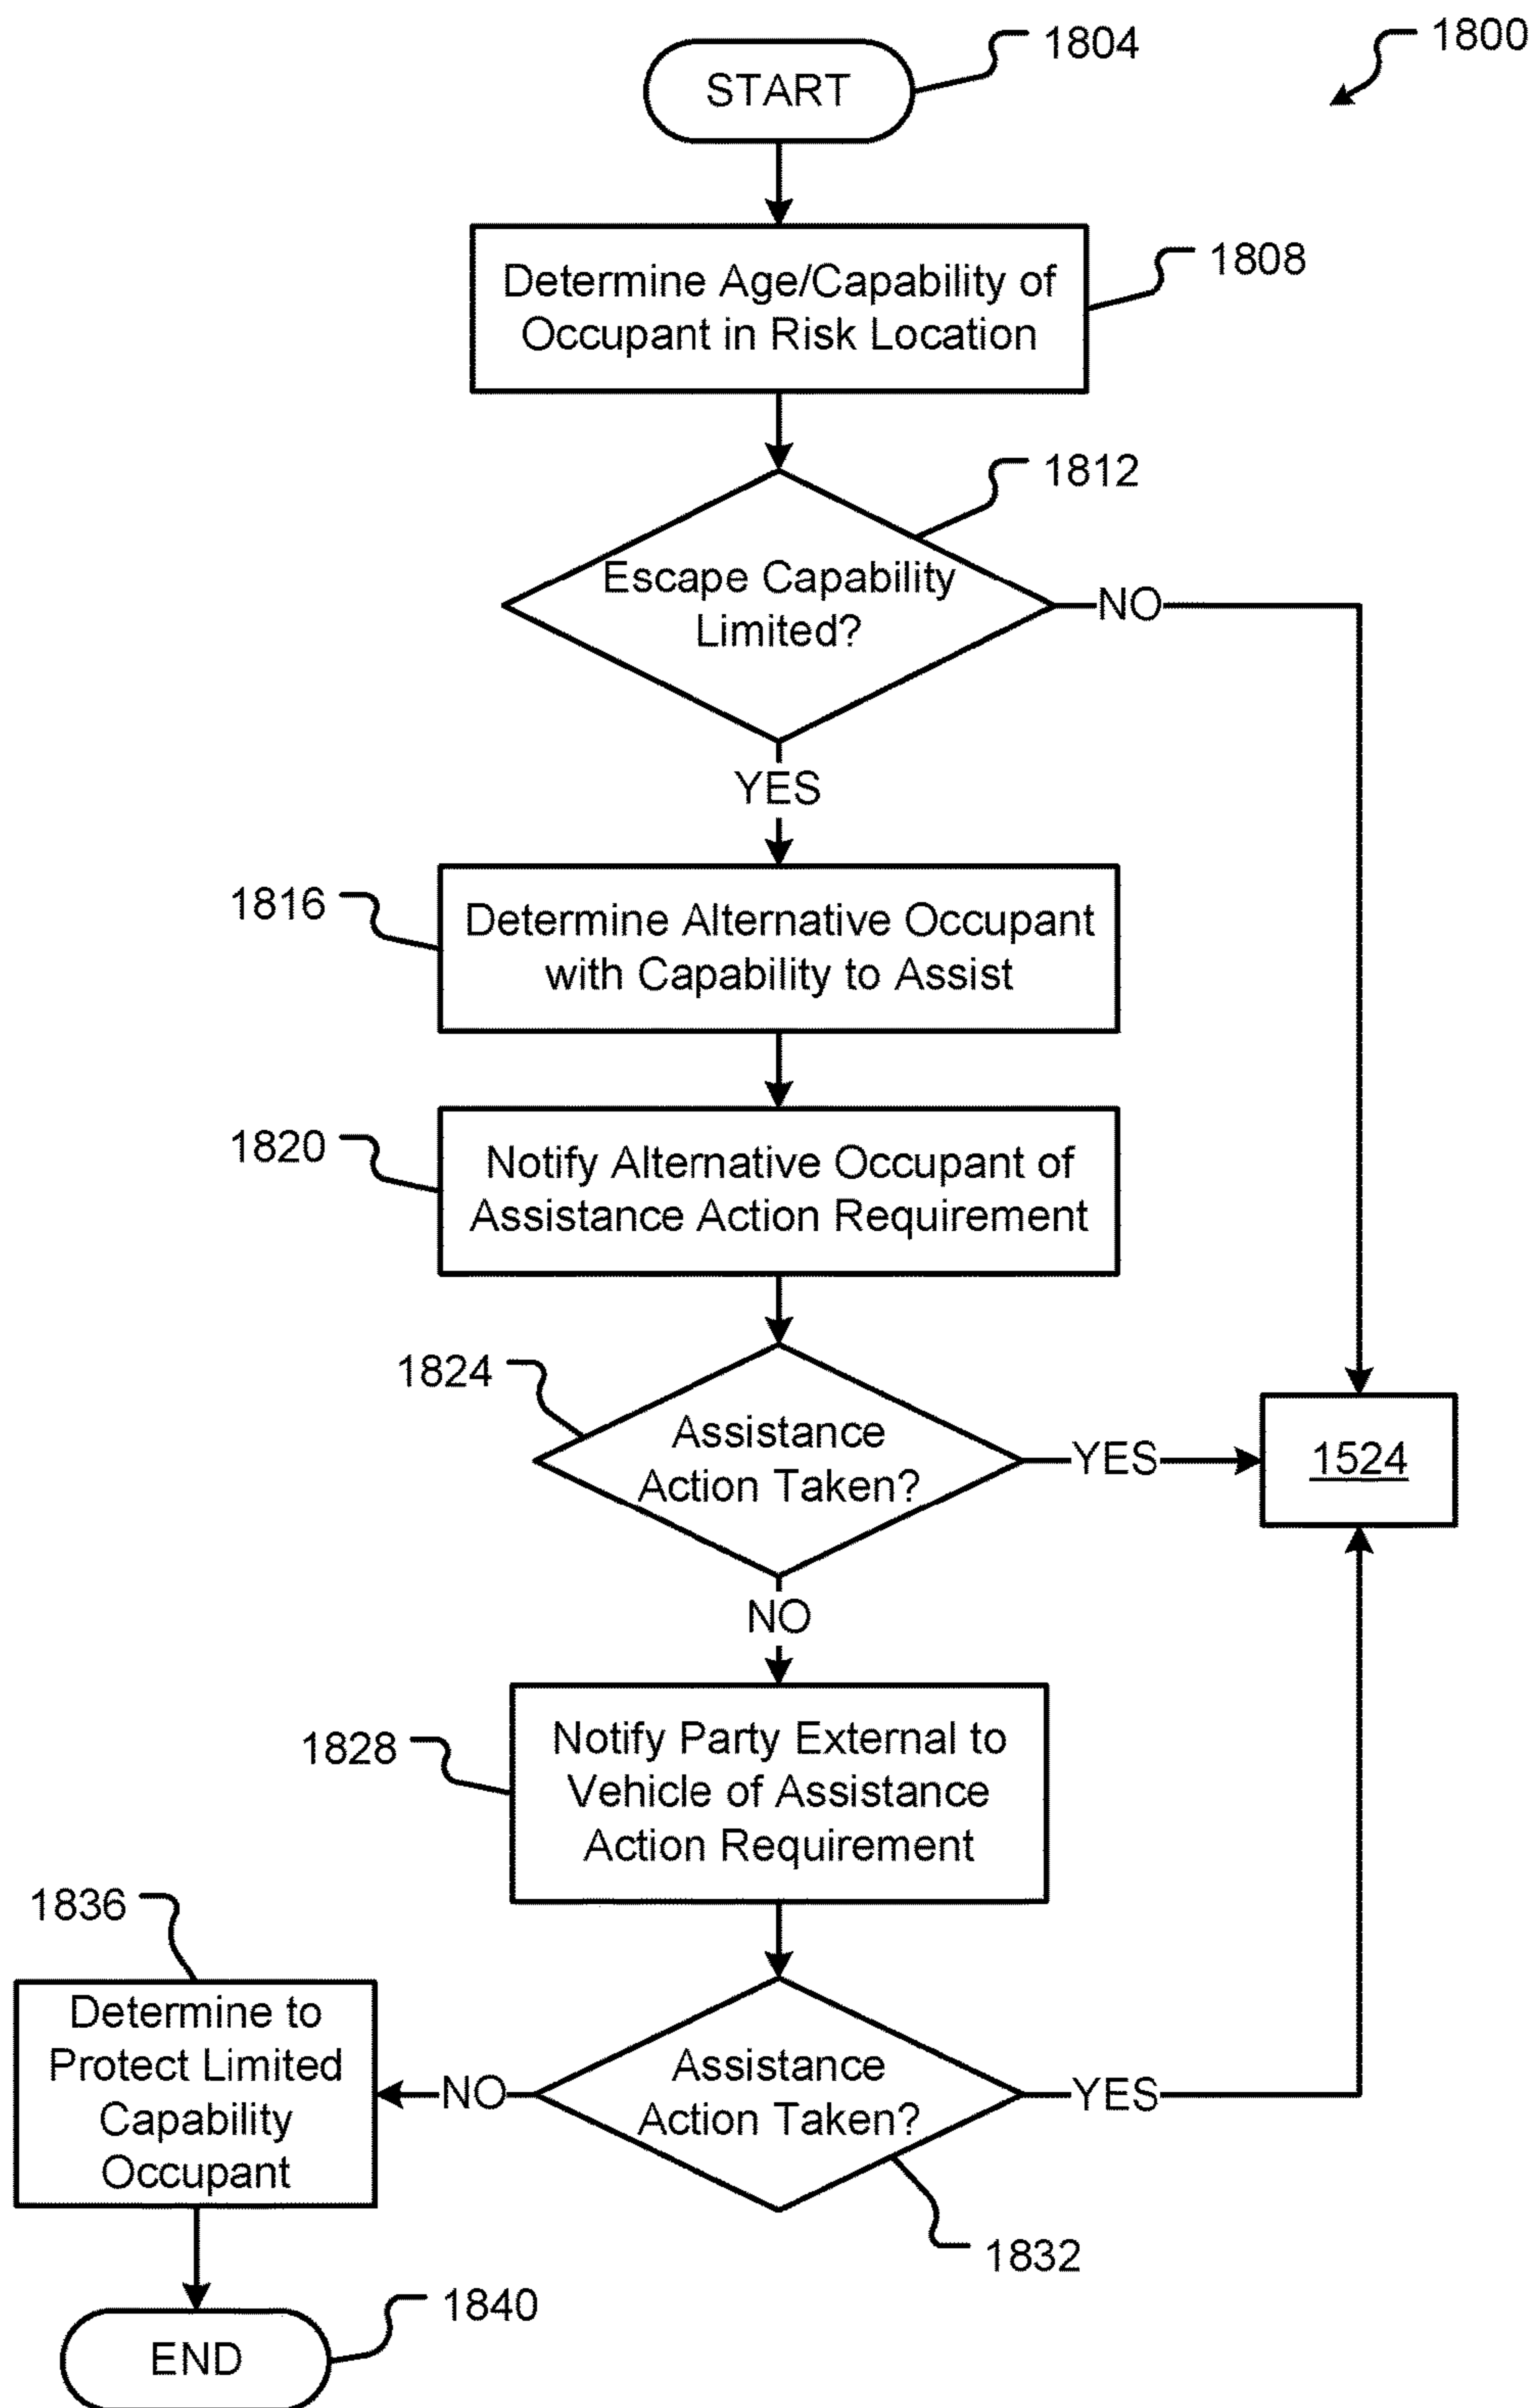 1800
1804
START
1808
Determine Age/Capability of
Occupant in Risk Location
1812
Escape Capability
Limited?
NO
YES
1816
Determine Alternative Occupant
with Capability to Assist
1820
Notify Alternative Occupant of
Assistance Action Requirement
1824
Assistance
Action Taken?
YES
1524
NO
1828
Notify Party External to
Vehicle of Assistance
Action Requirement
1836
Determine to
Protect Limited
Capability
Occupant
NO
Assistance
Action Taken?
YES
1832
1840
END